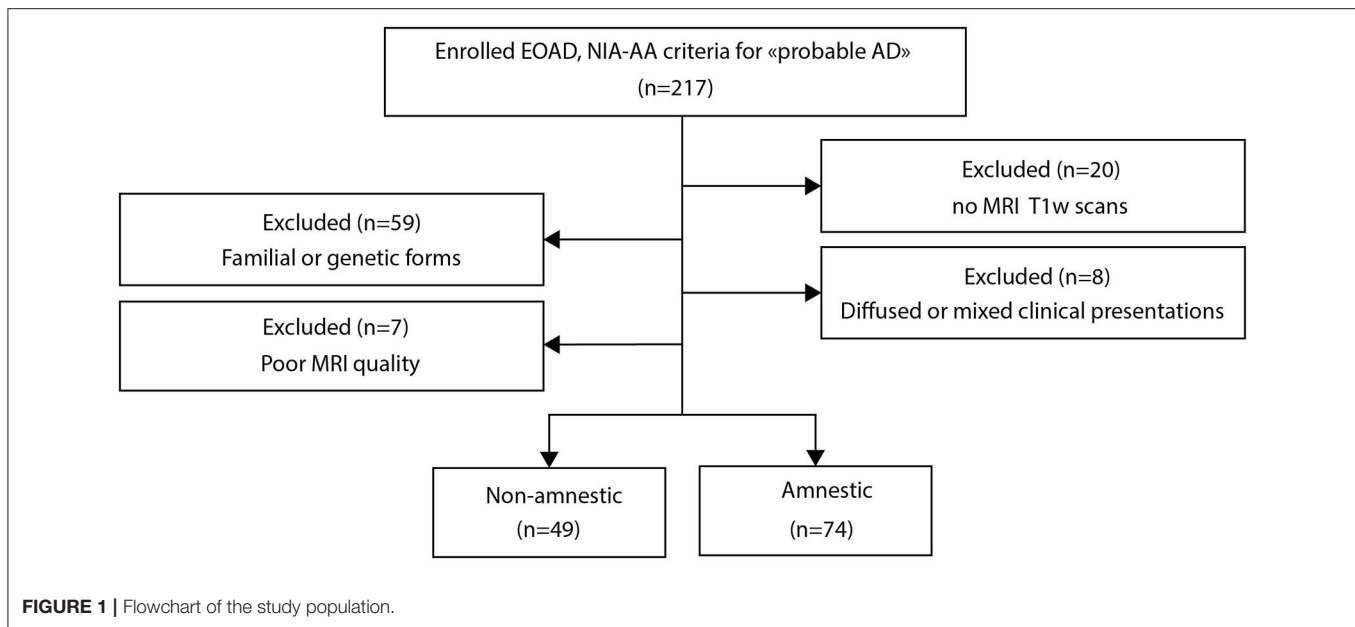 Enrolled EOAD, NIA-AA criteria for «probable AD»
(n=217)
Excluded (n=20)
no MRI T1w scans
Excluded (n=59)
Familial or genetic forms
Excluded (n=8)
Diffused or mixed clinical presentations
Excluded (n=7)
Poor MRI quality
Non-amnestic
(n=49)
Amnestic
(n=74)
FIGURE 1 | Flowchart of the study population.